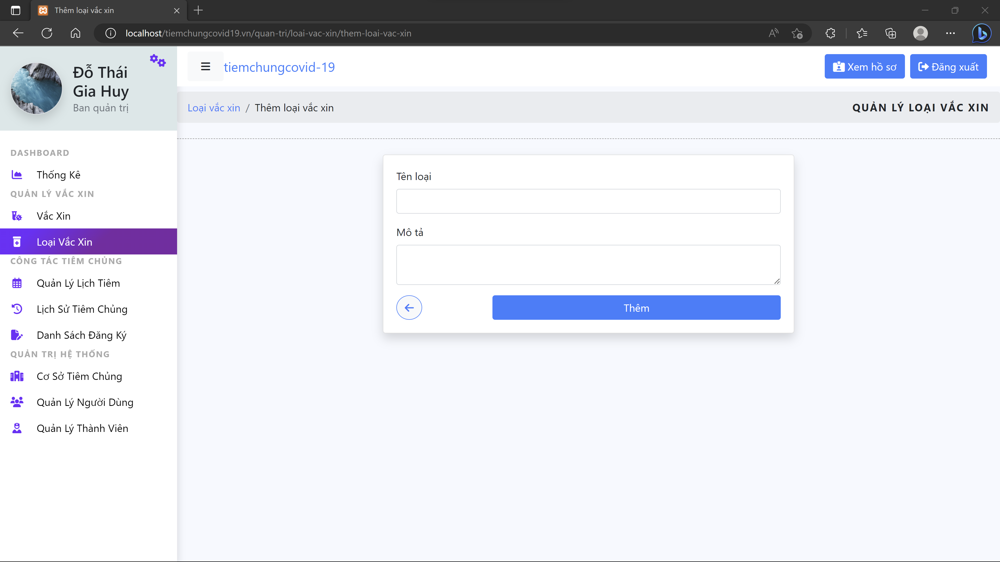 Thêm loại vắc xin
localhost/tiemchungcovid19.vn/quan-tri/loai-vac-xin/them-loai-vac-xin
Đỗ Thái
Gia Huy
Ban quản trị
tiemchungcovid-19
Xem hồ sơ
Đăng xuất
Loại vắc xin / Thêm loại vắc xin
QUẢN LÝ LOẠI VẮC XIN
DASHBOARD
Thống Kê
QUẢN LÝ VẮC XIN
Vắc Xin
Loại Vắc Xin
CÔNG TÁC TIÊM CHỦNG
Quản Lý Lịch Tiêm
Lịch Sử Tiêm Chủng
Danh Sách Đăng Ký
QUẢN TRỊ HỆ THỐNG
Cơ Sở Tiêm Chủng
Quản Lý Người Dùng
Quản Lý Thành Viên
Tên loại
Mô tả
Thêm